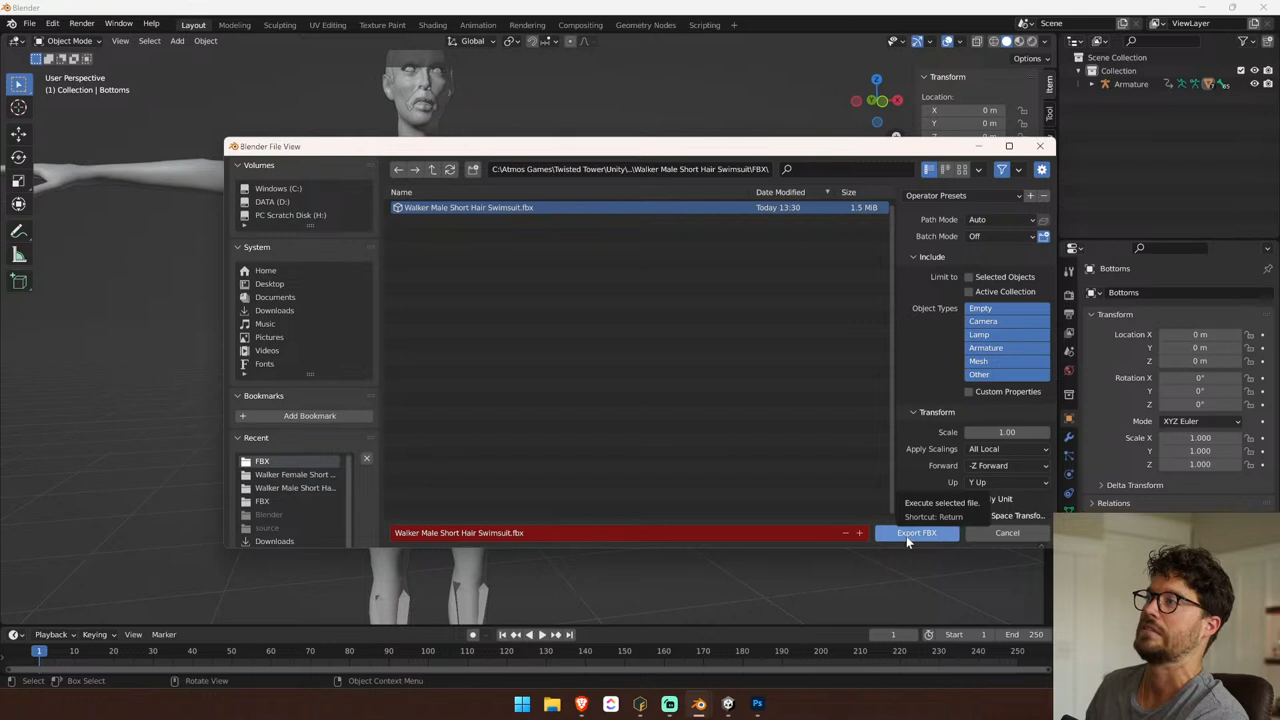 Blender
File Edit Render Window Help Layout Modeling Sculpting UV Editing Texture Paint Shading Animation Rendering Compositing Geometry Nodes Scripting + Scene ViewLayer
Object Mode View Select Add Object Global
Options
User Perspective
(1) Collection | Bottoms
Transform
Location:
X 0 m
Y 0 m
Item
Tool
Scene Collection
Collection
Armature
Blender File View
Volumes
Windows (C:)
DATA (D:)
PC Scratch Disk (H:)
System
Home
Desktop
Documents
Downloads
Music
Pictures
Videos
Fonts
Bookmarks
+ Add Bookmark
Recent
FBX
Walker Female Short ...
Walker Male Short Ha...
FBX
Blender
source
Downloads
C:\Atmos Games\Twisted Tower\Unity\...\Walker Male Short Hair Swimsuit\FBX\
Name Date Modified Size
Walker Male Short Hair Swimsuit.fbx Today 13:30 1.5 MiB
Operator Presets
Path Mode Auto
Batch Mode Off
Include
Limit to Selected Objects
Active Collection
Object Types Empty
Camera
Lamp
Armature
Mesh
Other
Custom Properties
Transform
Scale 1.00
Apply Scalings All Local
Forward -Z Forward
Up Y Up
Unit
Space Transfo..
Execute selected file.
Shortcut: Return
Walker Male Short Hair Swimsuit.fbx
Export FBX
Cancel
Bottoms
Bottoms
Transform
Location X 0 m
Y 0 m
Z 0 m
Rotation X 0°
Y 0°
Z 0°
Mode XYZ Euler
Scale X 1.000
Y 1.000
Z 1.000
Delta Transform
Relations
Playback Keying View Marker 1 Start 1 End 250
1 10 20 30 40 50 60 70 80 90 100 110 120 130 140 150 160 170 180 190 200 210 220 230 240 250
Select Box Select Rotate View Object Context Menu